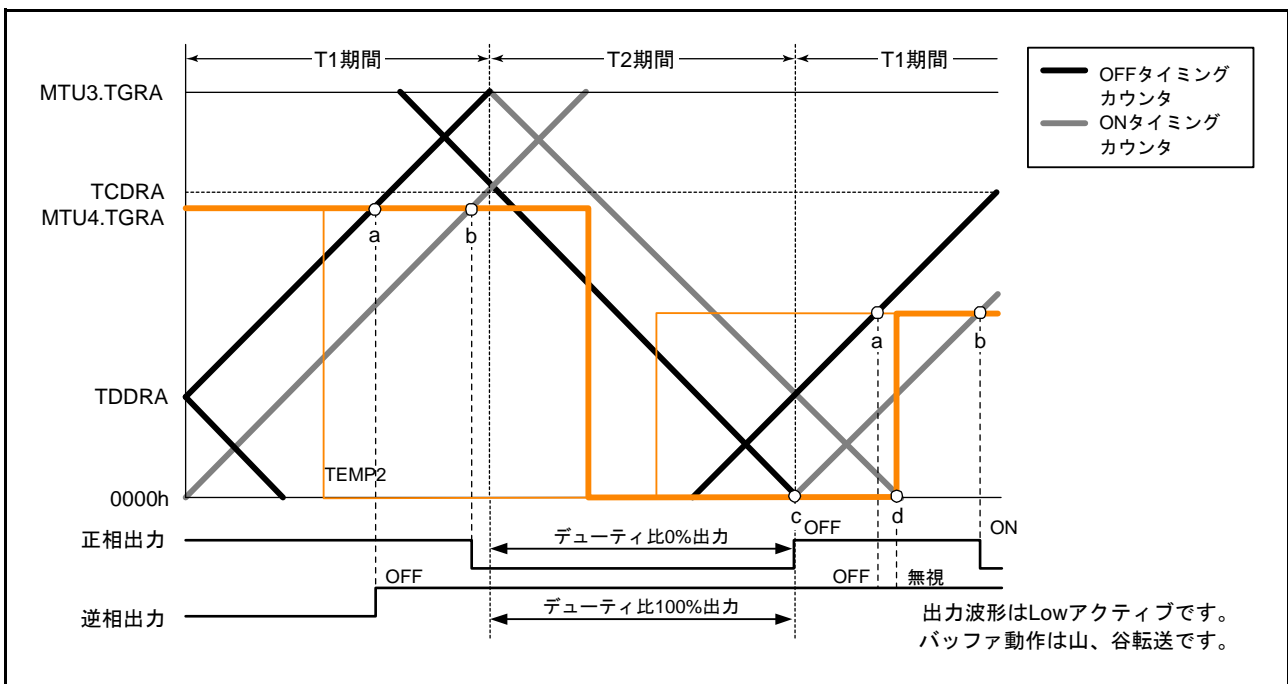 T1期間
T2期間
T1期間
OFFタイミング
カウンタ
ONタイミング
カウンタ
MTU3.TGRA
TCDRA
MTU4.TGRA
a
b
a
b
TDDRA
TEMP2
0000h
c
d
正相出力
デューティ比0%出力
OFF
ON
OFF
OFF
無視
逆相出力
デューティ比100%出力
出力波形はLowアクティブです。
バッファ動作は山、谷転送です。